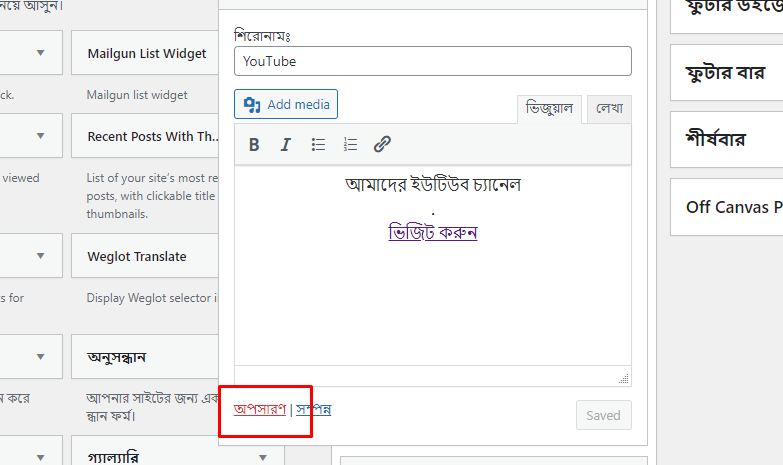 নিয়ে আসুন।
ck.
viewed
s for
ন করে
Mailgun List Widget
Mailgun list widget
Recent Posts With Th...
List of your site's most re
posts, with clickable title
thumbnails.
Weglot Translate
Display Weglot selector i
অনুসন্ধান
আপনার সাইটের জন্য এক
ন্ধান ফর্ম।
গ্যাল্যারি
শিরোনামঃ
YouTube
Add media
ভিজুয়াল
লেখা
B I
আমাদের ইউটিউব চ্যানেল
.
ভিজিট করুন
অপসারণ | সম্পন্ন
Saved
ফুটার বার
শীর্ষবার
Off Canvas P